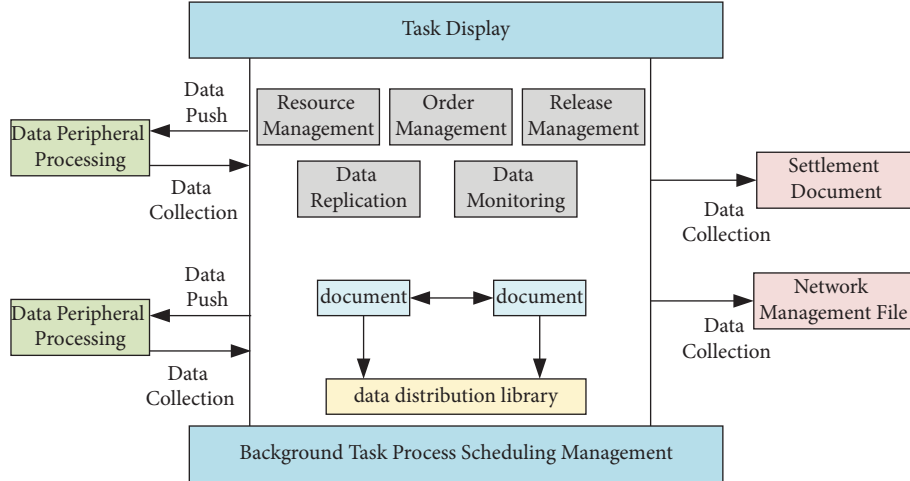 Task Display
Data
Push
Data Peripheral
Processing
Data
Collection
Resource
Management
Order
Management
Release
Management
Data
Replication
Data
Monitoring
Settlement
Document
Data
Collection
Data
Push
Data Peripheral
Processing
Data
Collection
document
document
data distribution library
Network
Management File
Data
Collection
Background Task Process Scheduling Management